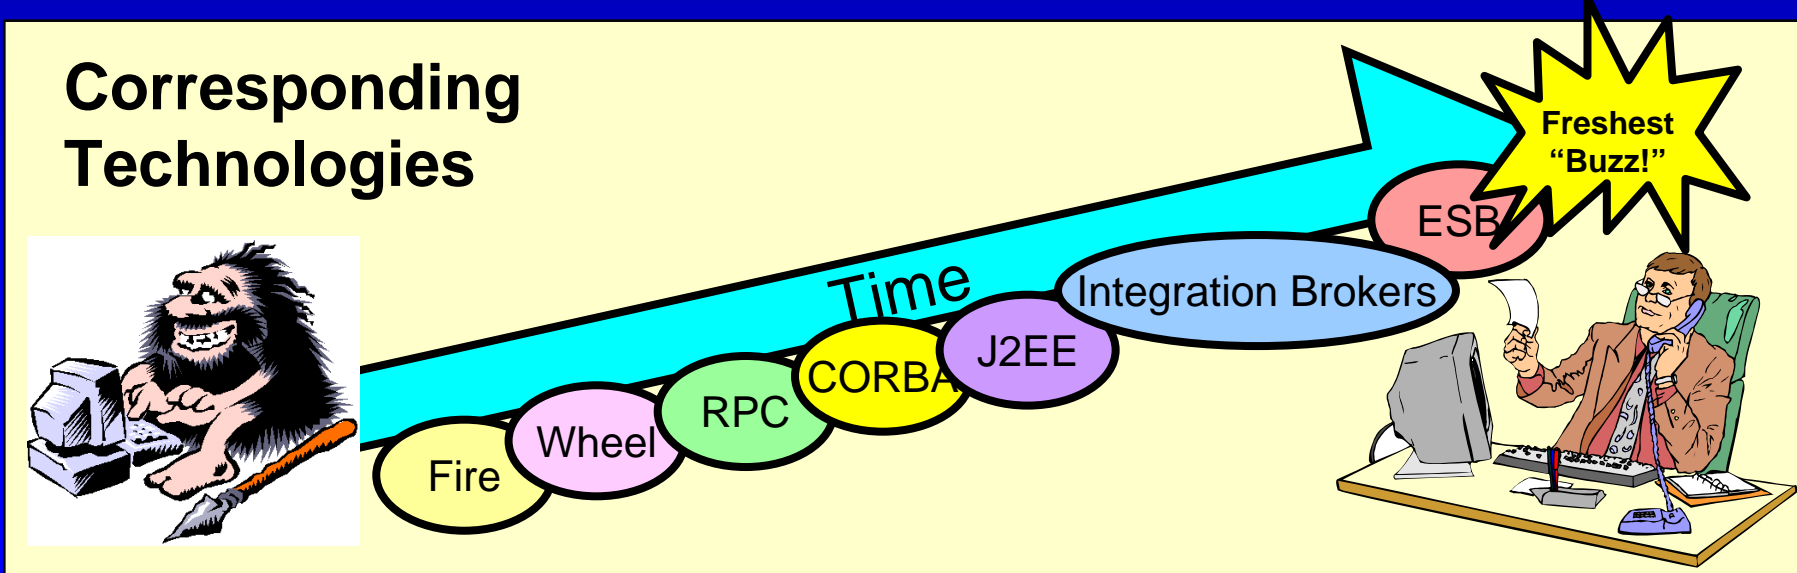 Corresponding
Technologies
Freshest
“Buzz!”
ESB
Time
Integration Brokers
J2EE
CORBA
RPC
Wheel
Fire